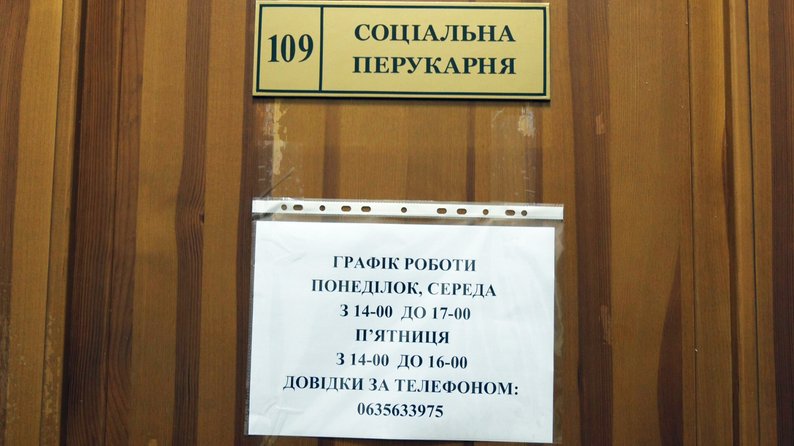 109
СОЦІАЛЬНА
ПЕРУКАРНЯ
ГРАФІК РОБОТИ
ПОНЕДІЛОК, СЕРЕДА
З 14-00 ДО 17-00
П’ЯТНИЦЯ
З 14-00 ДО 16-00
ДОВІДКИ ЗА ТЕЛЕФОНОМ:
0635633975